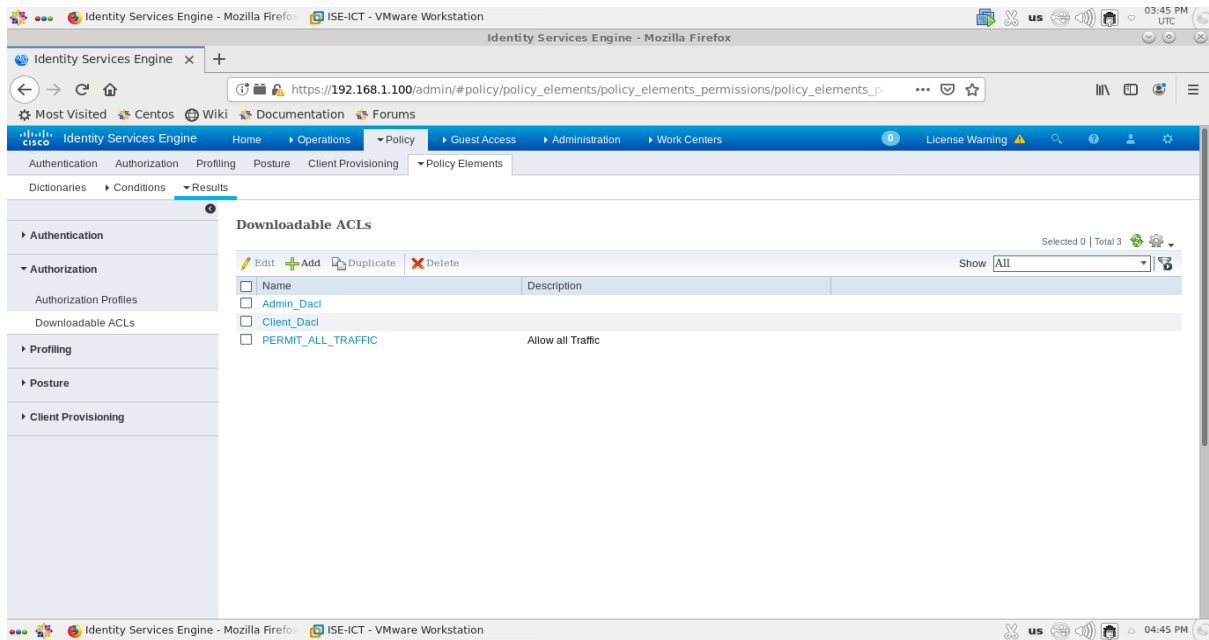 Identity Services Engine - Mozilla Firefo ISE-ICT - VMware Workstation us 03:45 PM
UTC
Identity Services Engine - Mozilla Firefox
Identity Services Engine
https://192.168.1.100/admin/#policy/policy_elements/policy_elements_permissions/policy_elements_p
Most Visited Centos Wiki Documentation Forums
CISCO Identity Services Engine Home Operations Policy Guest Access Administration Work Centers 0 License Warning
Authentication Authorization Profiling Posture Client Provisioning Policy Elements
Dictionaries Conditions Results
Authentication
Authorization
Authorization Profiles
Downloadable ACLs
Profiling
Posture
Client Provisioning
Downloadable ACLs
Selected 0 | Total 3
Edit Add Duplicate Delete Show All
Name Description
Admin_Dacl
Client_Dacl
PERMIT_ALL_TRAFFIC Allow all Traffic
Identity Services Engine - Mozilla Firefo ISE-ICT - VMware Workstation us 04:45 PM